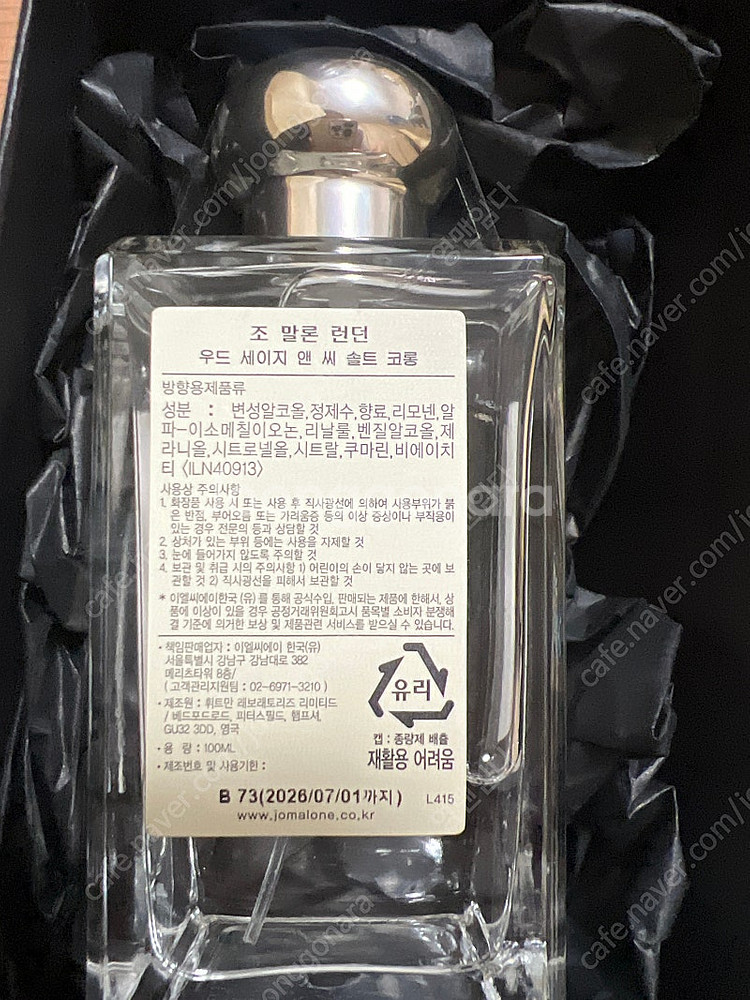 조 말론 런던
우드 세이지 앤 씨 솔트 코롱
방향용제품류
성분 : 변성알코올,정제수,향료,리모넨,알
파-이소메칠이오논,리날룰,벤질알코올,제
라니올,시트로넬올,시트랄,쿠마린,비에이치
티 <ILN40913>
사용상 주의사항
1. 화장품 사용 시 또는 사용 후 직사광선에 의하여 사용부위가 붉
은 반점, 부어오름 또는 가려움증 등의 이상 증상이나 부작용이
있는 경우 전문의 등과 상담할 것
2. 상처가 있는 부위 등에는 사용을 자제할 것
3. 눈에 들어가지 않도록 주의할 것
4. 보관 및 취급 시의 주의사항 1) 어린이의 손이 닿지 않는 곳에 보
관할 것 2) 직사광선을 피해서 보관할 것
* 이엘씨에이한국 (유)를 통해 공식수입, 판매되는 제품에 한해서, 상
품에 이상이 있을 경우 공정거래위원회고시 품목별 소비자 분쟁해
결 기준에 의거한 보상 및 제품관련 서비스를 받으실 수 있습니다.
· 책임판매업자 : 이엘씨에이 한국(유)
서울특별시 강남구 강남대로 382
메리츠타워 8층/
(고객관리지원팀 : 02-6971-3210)
· 제조원 : 휘트만 래보래토리즈 리미티드
/ 베드포드로드, 피터스필드, 햄프셔,
GU32 3DD, 영국
· 용 량 : 100ML
· 제조번호 및 사용기한 :
유리
캡 : 종량제 배출
재활용 어려움
B 73(2026/07/01까지)
L415
www.jomalone.co.kr
cafe.naver.com/joonggonara
영맨입다